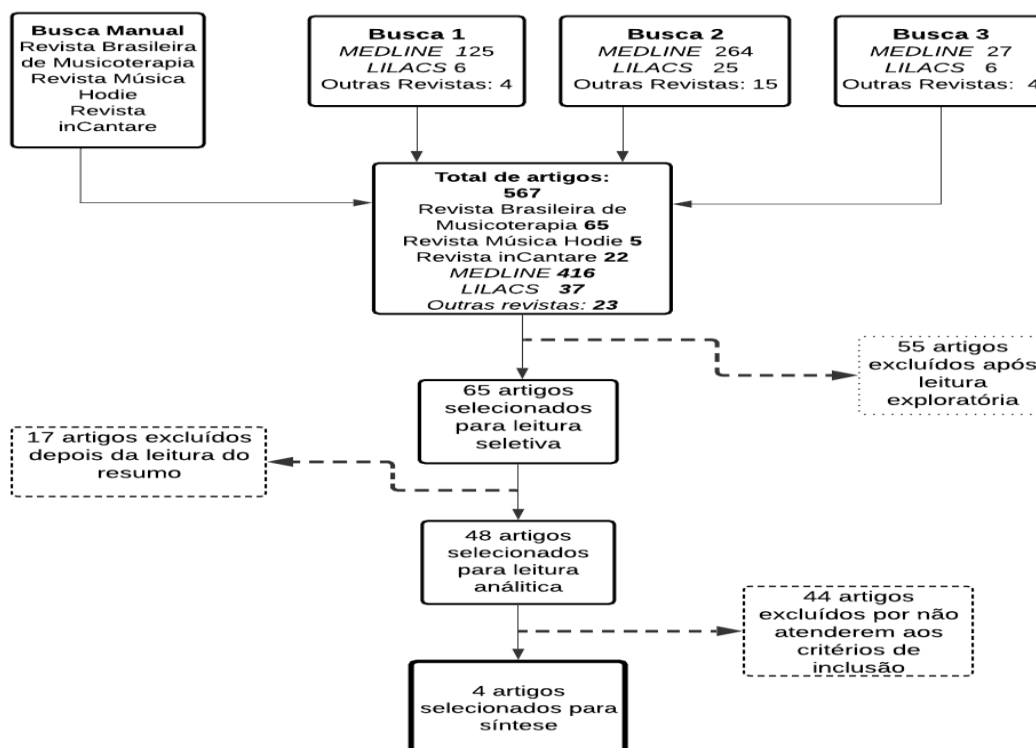 Busca Manual
Revista Brasileira
de Musicoterapia
Revista Música
Hodie
Revista
inCantare
Busca 1
MEDLINE 125
LILACS 6
Outras Revistas: 4
Busca 2
MEDLINE 264
LILACS 25
Outras Revistas: 15
Busca 3
MEDLINE 27
LILACS 6
Outras Revistas: 4
Total de artigos:
567
Revista Brasileira de
Musicoterapia 65
Revista Música Hodie 5
Revista inCantare 22
MEDLINE 416
LILACS 37
Outras revistas: 23
55 artigos
excluídos após
leitura
exploratória
65 artigos
selecionados
para leitura
seletiva
17 artigos excluídos
depois da leitura do
resumo
48 artigos
selecionados
para leitura
análitica
44 artigos
excluídos por não
atenderem aos
critérios de
inclusão
4 artigos
selecionados para
síntese